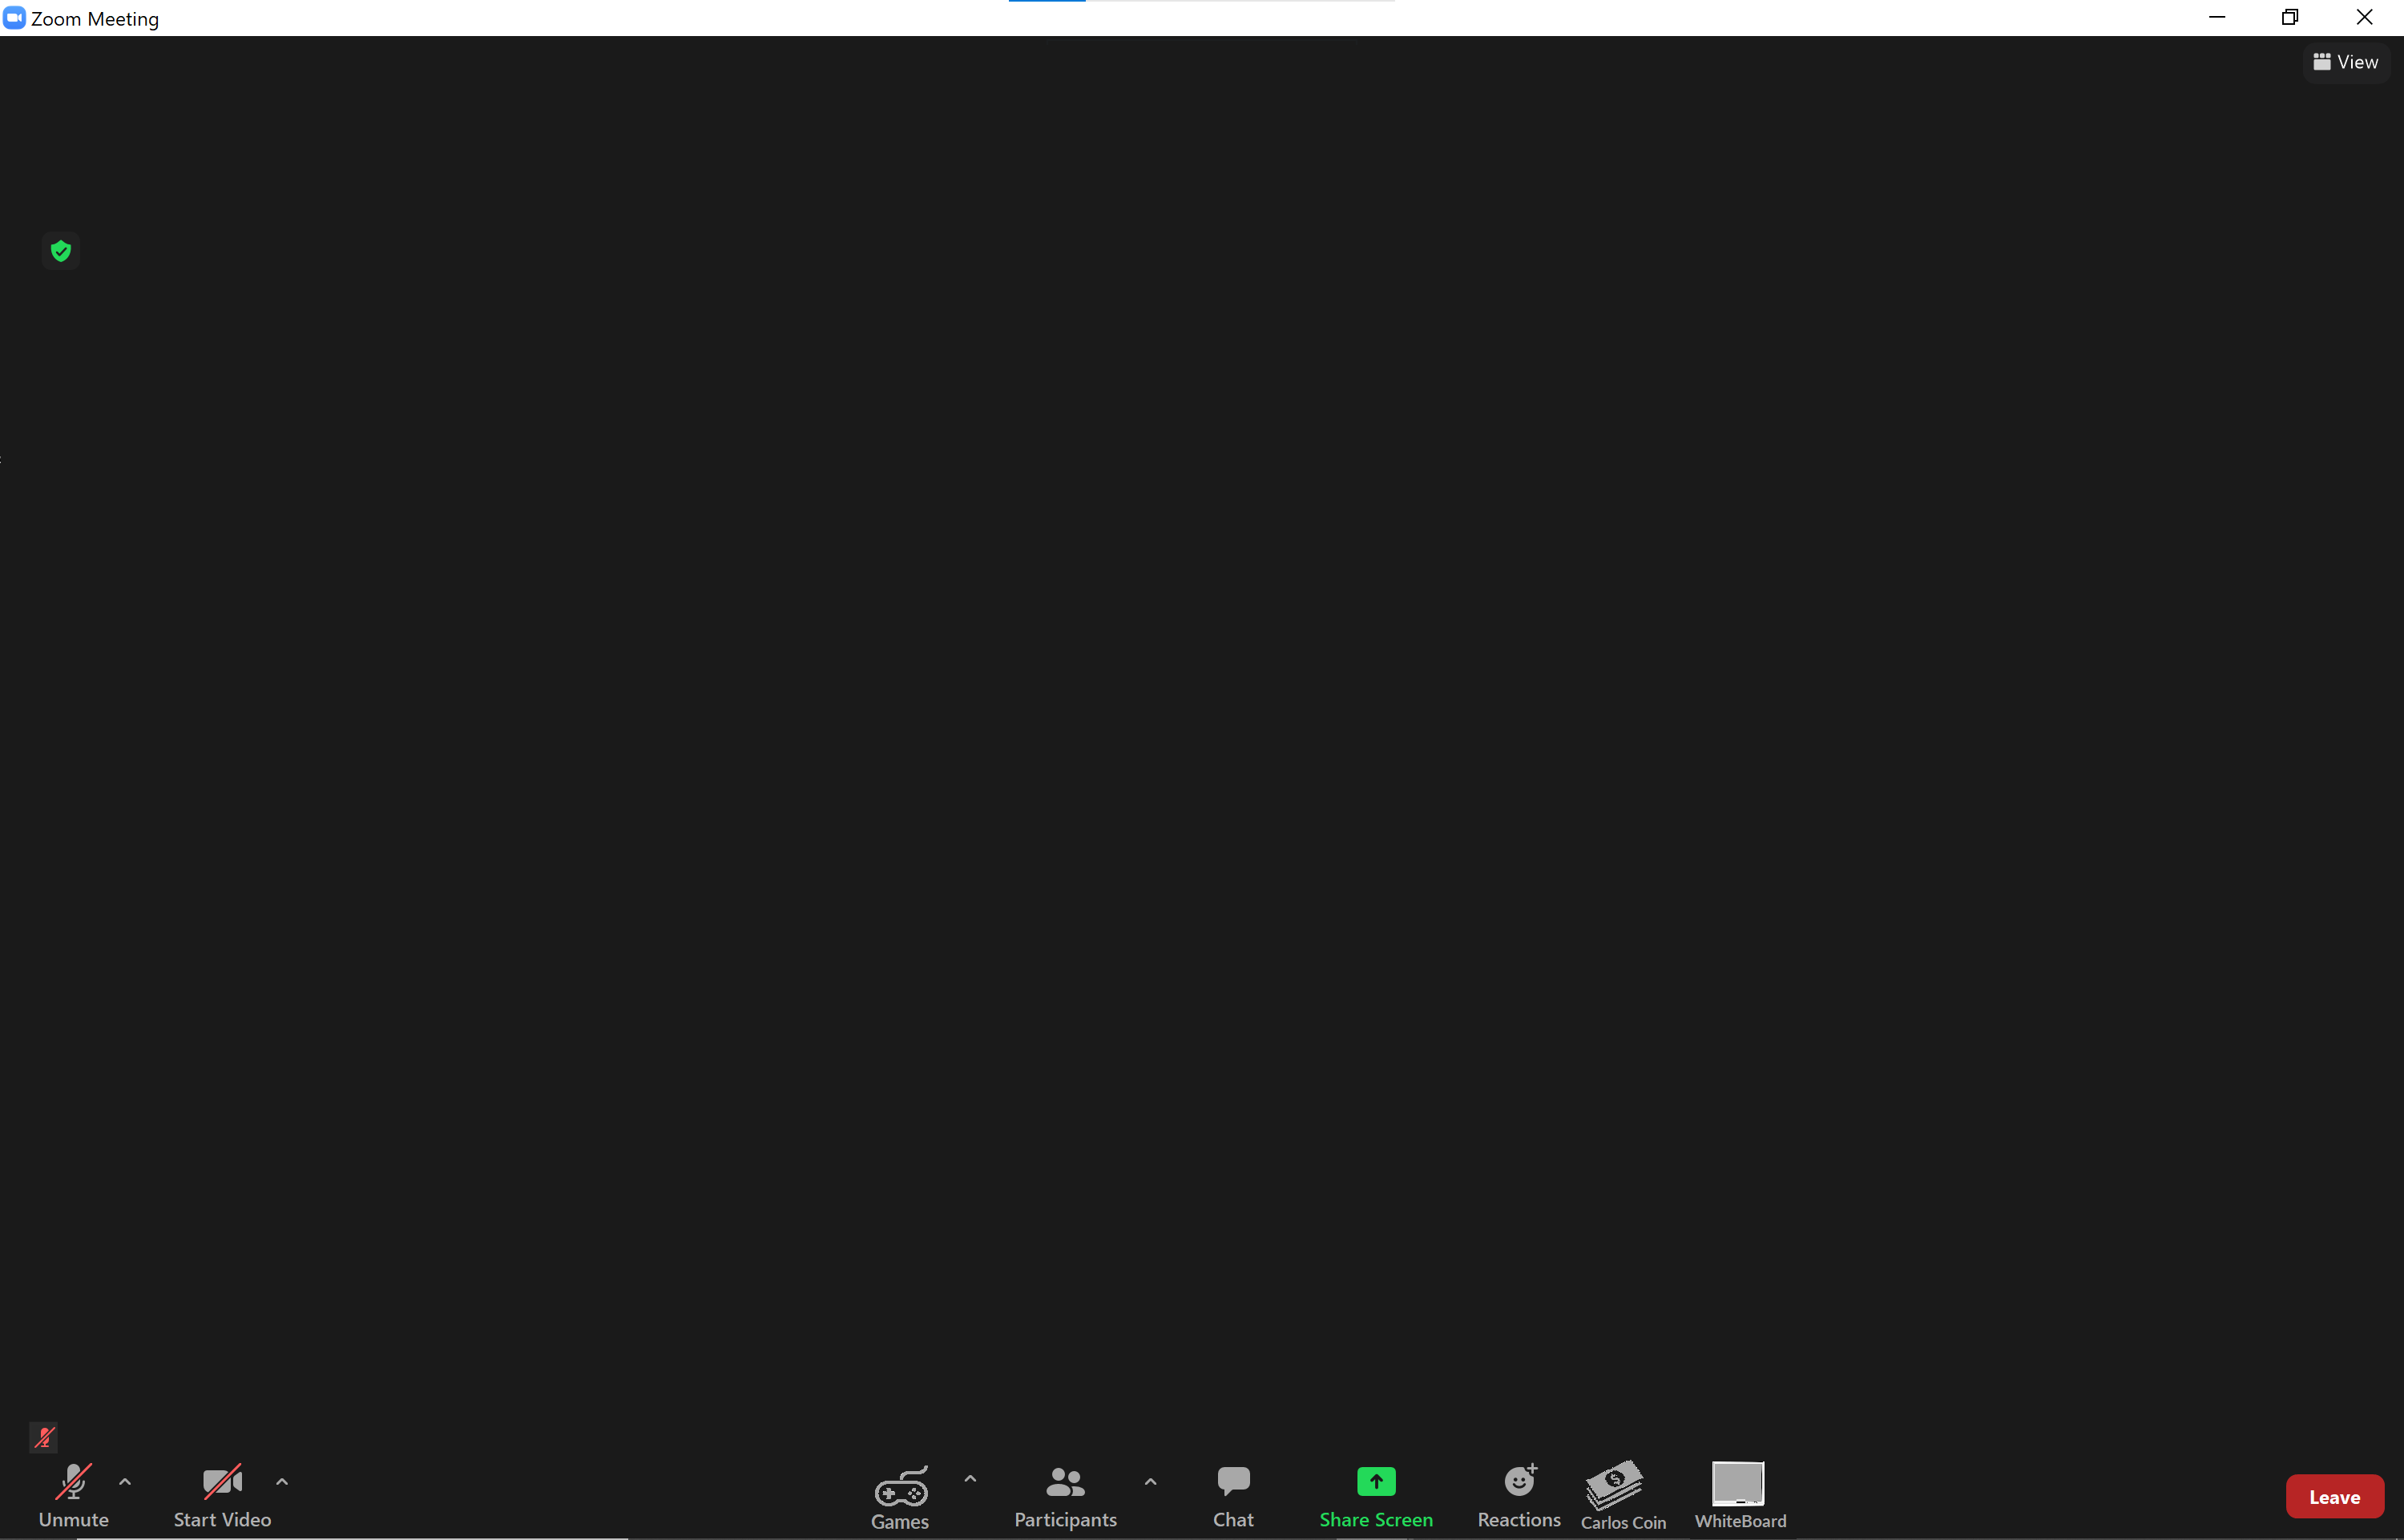 Zoom Meeting
View
Unmute
Start Video
Games
Participants
Chat
Share Screen
Reactions
Carlos Coin
WhiteBoard
Leave